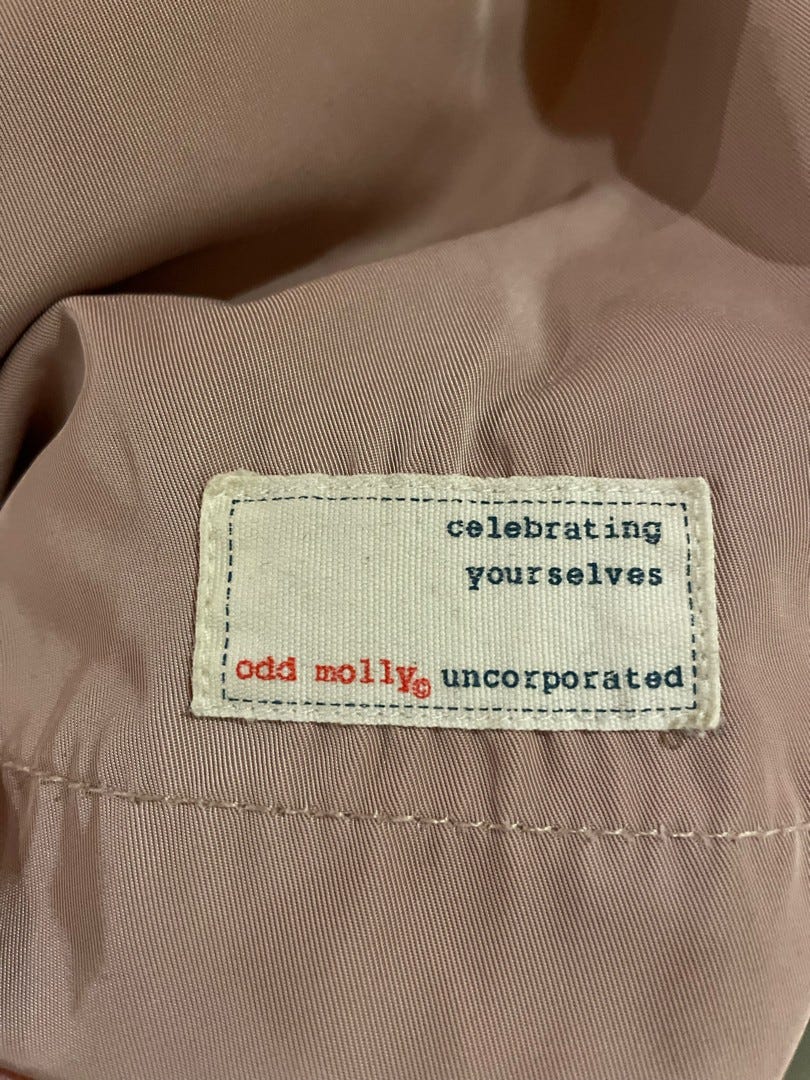 celebrating
yourselves
odd molly© uncorporated